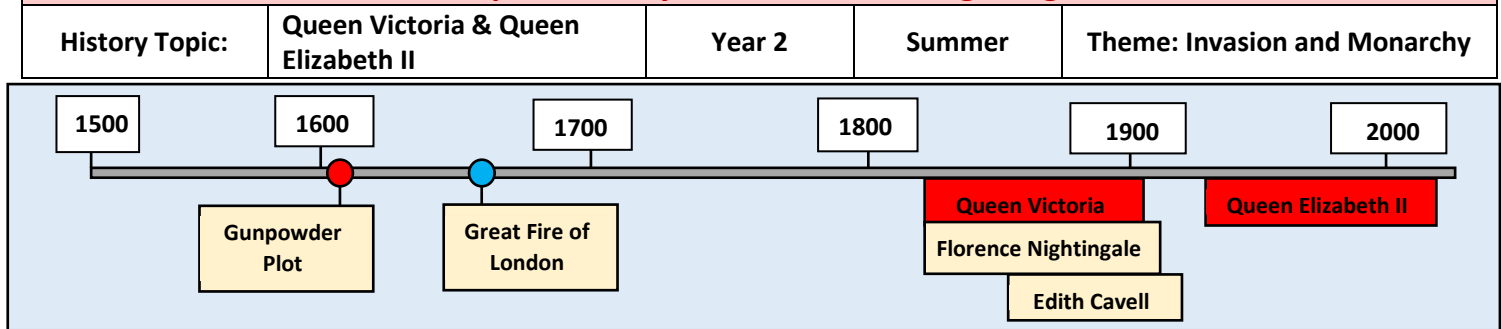 History Topic:
Queen Victoria & Queen
Elizabeth II
Year 2
Summer
Theme: Invasion and Monarchy
1500
1600
1700
1800
1900
2000
Gunpowder
Plot
Great Fire of
London
Queen Victoria
Queen Elizabeth II
Florence Nightingale
Edith Cavell